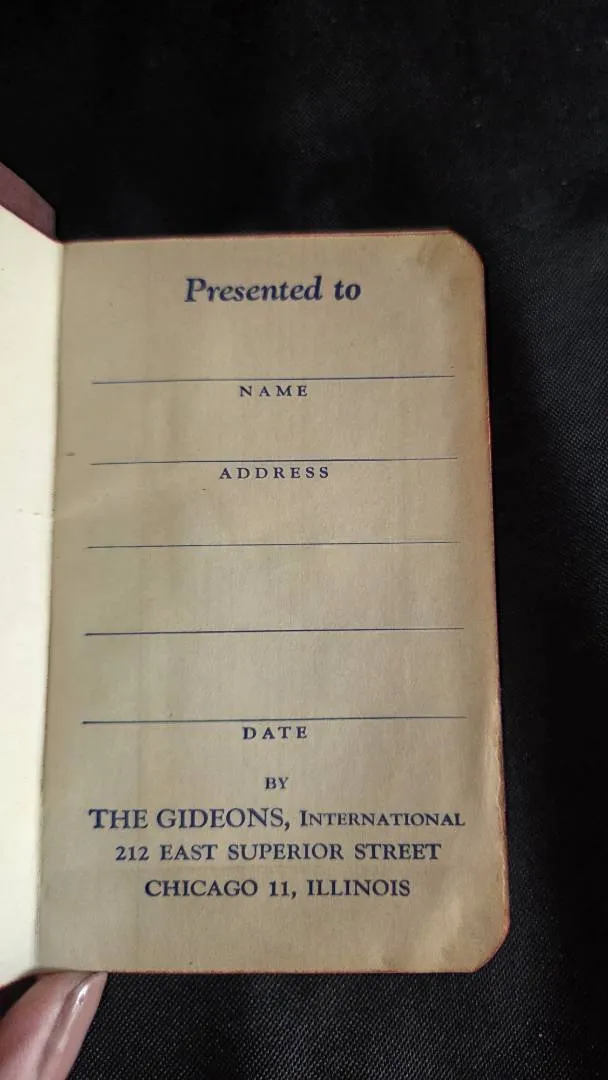 Presented to
NAME
ADDRESS
DATE
BY
THE GIDEONS, INTERNATIONAL
212 EAST SUPERIOR STREET
CHICAGO 11, ILLINOIS